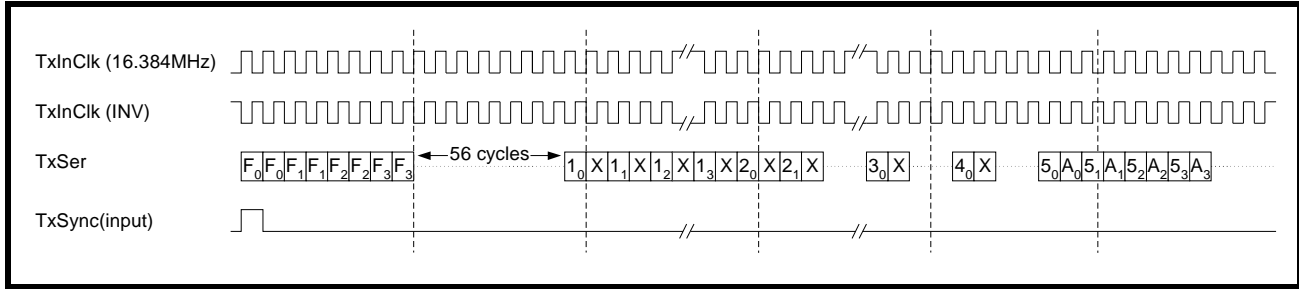 TxInClk (16.384MHz)
TxInClk (INV)
TxSer F₀ F₀ F₁ F₁ F₂ F₂ F₃ F₃ 56 cycles 1₀ X 1₁ X 1₂ X 1₃ X 2₀ X 2₁ X 3₀ X 4₀ X 5₀ A₀ 5₁ A₁ 5₂ A₂ 5₃ A₃
TxSync(input)